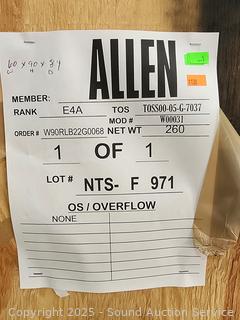 60 x 90 x 84
W H D
ALLEN
MEMBER:
RANK E4A TOS TOSS00-05-G-7037
MOD # W00031
ORDER # W90RLB22G0068 NET WT 260
1 OF 1
LOT # NTS- F 971
OS / OVERFLOW
NONE
Copyright 2025 - Sound Auction Service